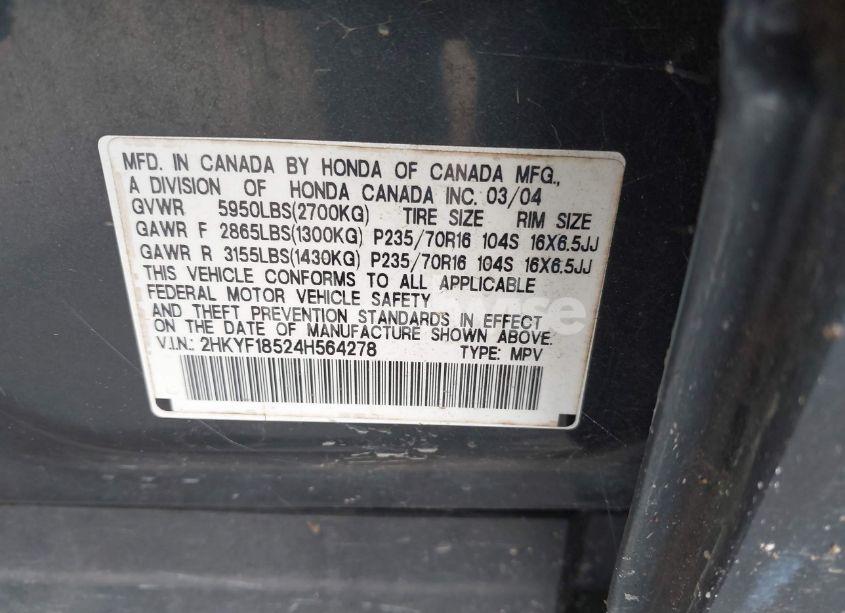 MFD. IN CANADA BY HONDA OF CANADA MFG.,
A DIVISION OF HONDA CANADA INC. 03/04
GVWR 5950LBS(2700KG) TIRE SIZE RIM SIZE
GAWR F 2865LBS(1300KG) P235/70R16 104S 16X6.5JJ
GAWR R 3155LBS(1430KG) P235/70R16 104S 16X6.5JJ
THIS VEHICLE CONFORMS TO ALL APPLICABLE
FEDERAL MOTOR VEHICLE SAFETY
AND THEFT PREVENTION STANDARDS IN EFFECT
ON THE DATE OF MANUFACTURE SHOWN ABOVE.
V.I.N.: 2HKYF18524H564278 TYPE: MPV